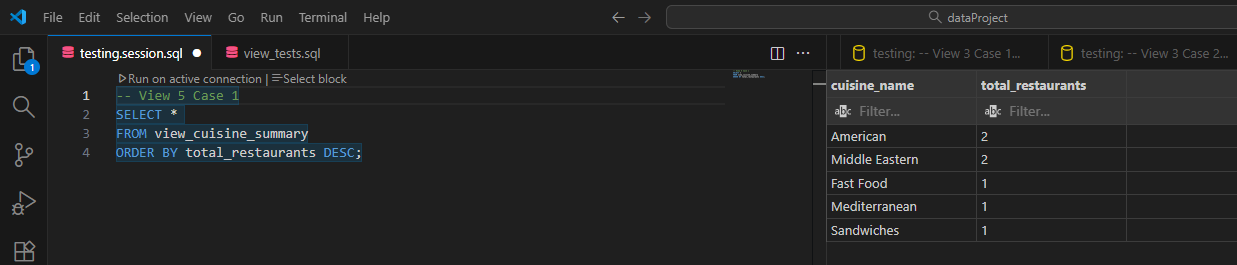 File Edit Selection View Go Run Terminal Help
dataProject
testing.session.sql
view_tests.sql
testing: -- View 3 Case 1...
testing: -- View 3 Case 2...
1
Run on active connection | Select block
1 -- View 5 Case 1
2 SELECT *
3 FROM view_cuisine_summary
4 ORDER BY total_restaurants DESC;
cuisine_name total_restaurants
abc Filter... abc Filter...
American 2
Middle Eastern 2
Fast Food 1
Mediterranean 1
Sandwiches 1